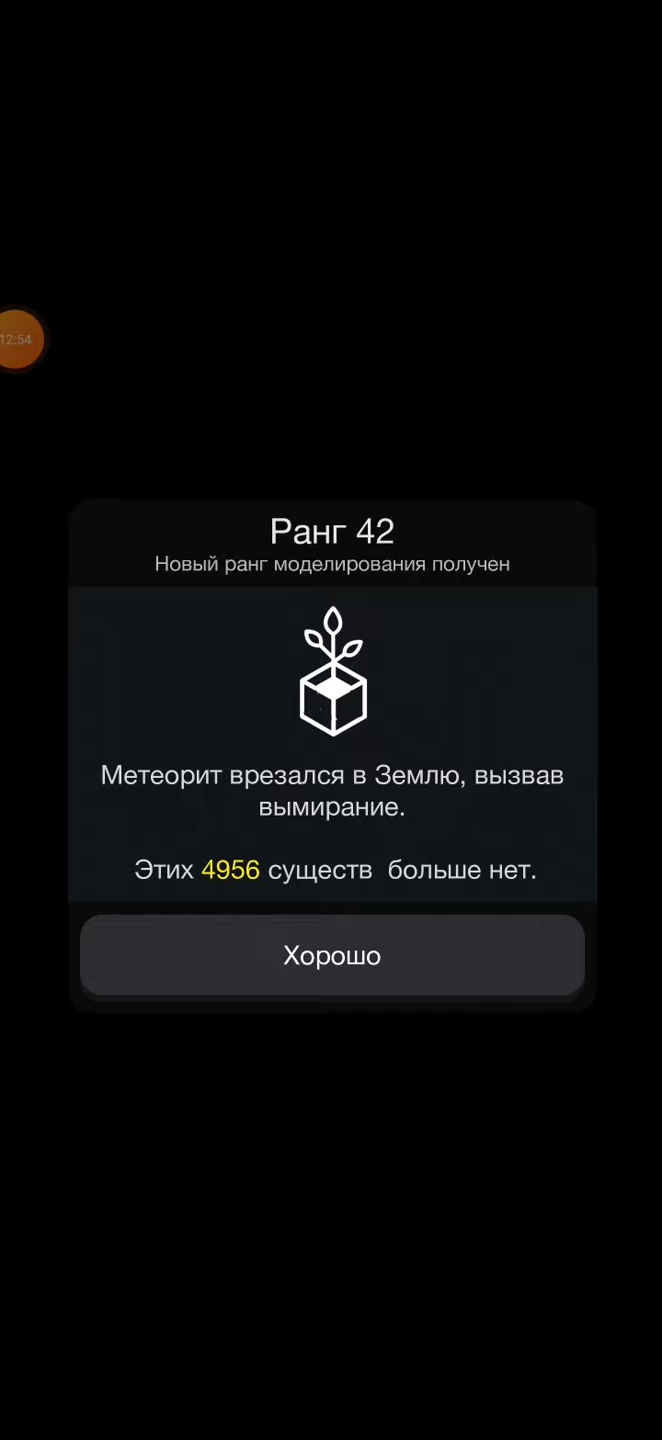 12:54
Ранг 42
Новый ранг моделирования получен
Метеорит врезался в Землю, вызвав
вымирание.
Этих 4956 существ  больше нет.
Хорошо